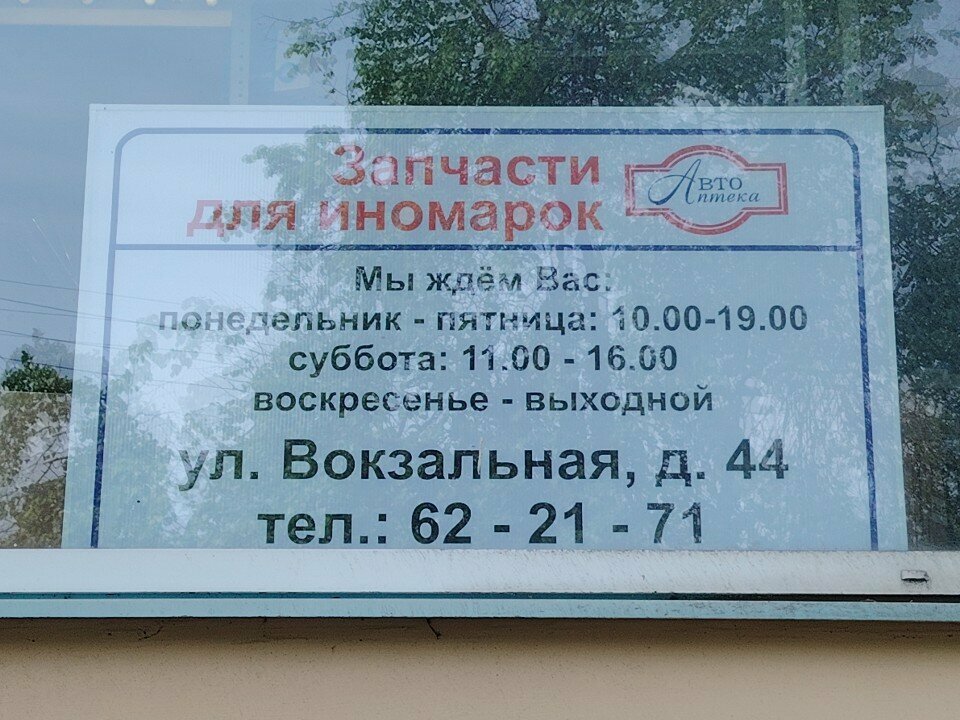 Запчасти
для иномарок
Авто
Аптека
Мы ждём Вас:
понедельник - пятница: 10.00-19.00
суббота: 11.00 - 16.00
воскресенье - выходной
ул. Вокзальная, д. 44
тел.: 62 - 21 - 71